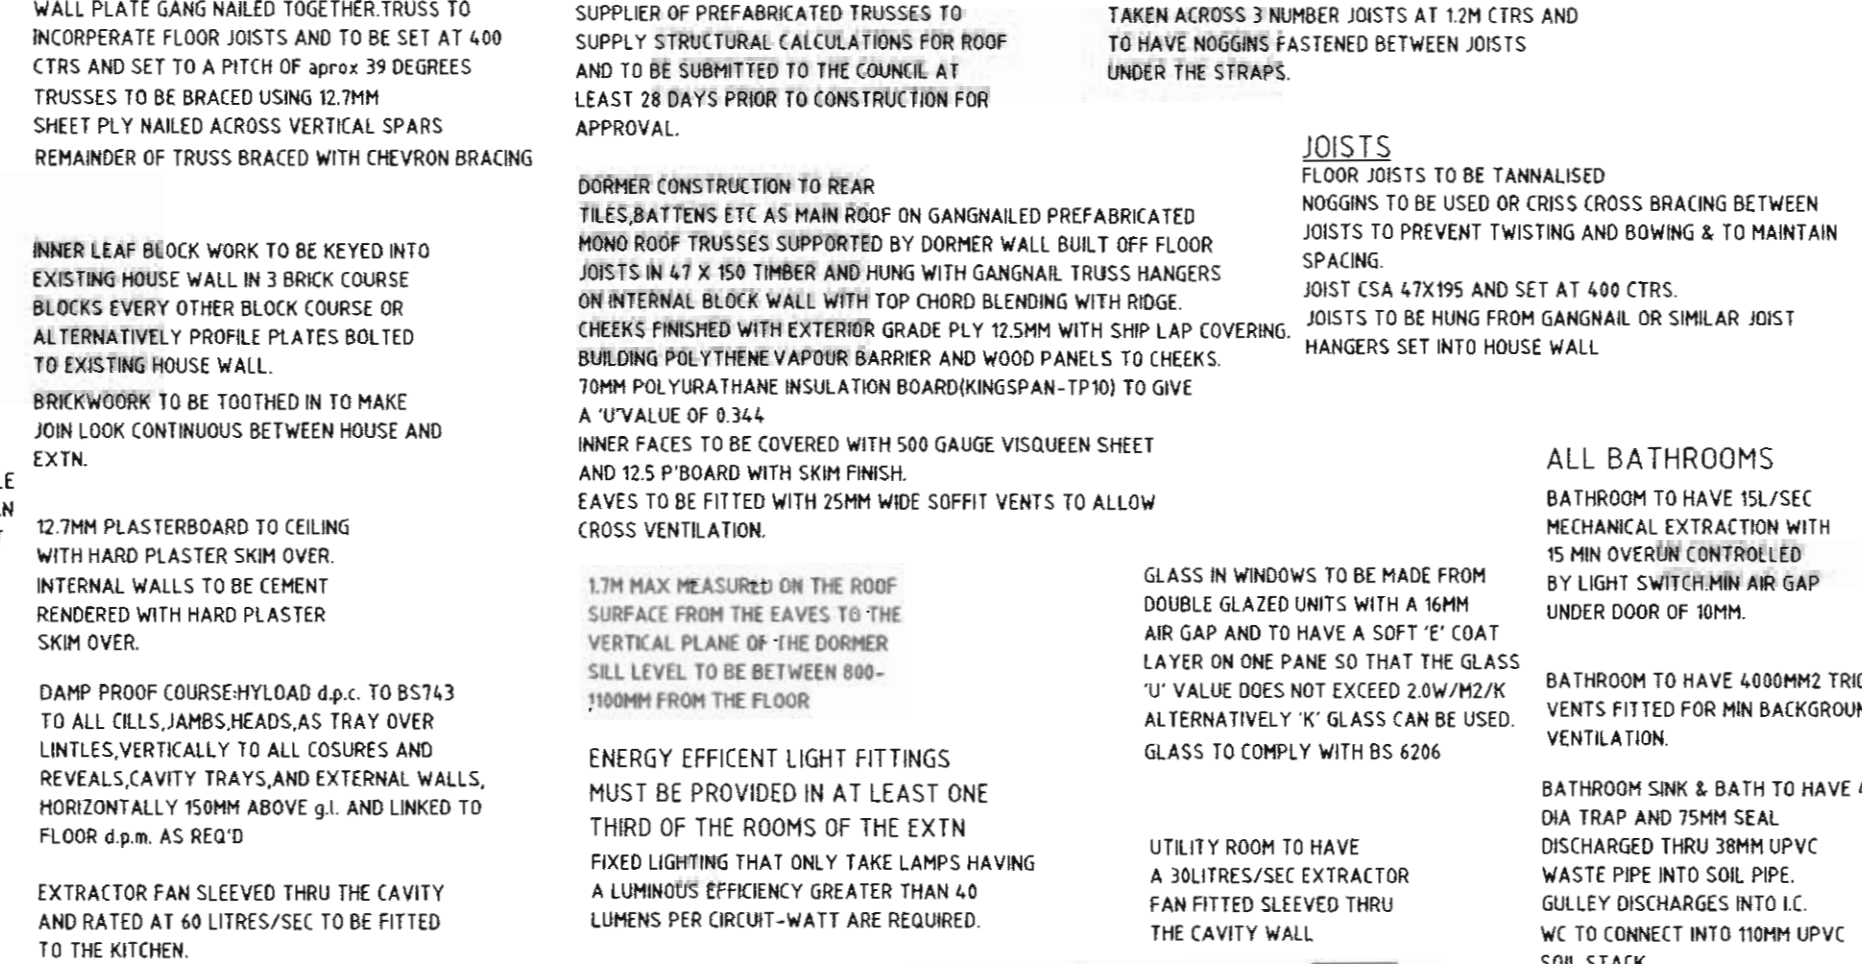 WALL PLATE GANG NAILED TOGETHER.TRUSS TO
INCORPERATE FLOOR JOISTS AND TO BE SET AT 400
CTRS AND SET TO A PITCH OF aprox 39 DEGREES
TRUSSES TO BE BRACED USING 12.7MM
SHEET PLY NAILED ACROSS VERTICAL SPARS
REMAINDER OF TRUSS BRACED WITH CHEVRON BRACING
INNER LEAF BLOCK WORK TO BE KEYED INTO
EXISTING HOUSE WALL IN 3 BRICK COURSE
BLOCKS EVERY OTHER BLOCK COURSE OR
ALTERNATIVELY PROFILE PLATES BOLTED
TO EXISTING HOUSE WALL.
BRICKWOORK TO BE TOOTHED IN TO MAKE
JOIN LOOK CONTINUOUS BETWEEN HOUSE AND
EXTN.
12.7MM PLASTERBOARD TO CEILING
WITH HARD PLASTER SKIM OVER.
INTERNAL WALLS TO BE CEMENT
RENDERED WITH HARD PLASTER
SKIM OVER.
DAMP PROOF COURSE:HYLOAD d.p.c. TO BS743
TO ALL CILLS,JAMBS,HEADS,AS TRAY OVER
LINTLES,VERTICALLY TO ALL COSURES AND
REVEALS,CAVITY TRAYS,AND EXTERNAL WALLS,
HORIZONTALLY 150MM ABOVE g.l. AND LINKED TO
FLOOR d.p.m. AS REQ'D
EXTRACTOR FAN SLEEVED THRU THE CAVITY
AND RATED AT 60 LITRES/SEC TO BE FITTED
TO THE KITCHEN.
SUPPLIER OF PREFABRICATED TRUSSES TO
SUPPLY STRUCTURAL CALCULATIONS FOR ROOF
AND TO BE SUBMITTED TO THE COUNCIL AT
LEAST 28 DAYS PRIOR TO CONSTRUCTION FOR
APPROVAL.
DORMER CONSTRUCTION TO REAR
TILES,BATTENS ETC AS MAIN ROOF ON GANGNAILED PREFABRICATED
MONO ROOF TRUSSES SUPPORTED BY DORMER WALL BUILT OFF FLOOR
JOISTS IN 47 X 150 TIMBER AND HUNG WITH GANGNAIL TRUSS HANGERS
ON INTERNAL BLOCK WALL WITH TOP CHORD BLENDING WITH RIDGE.
CHEEKS FINISHED WITH EXTERIOR GRADE PLY 12.5MM WITH SHIP LAP COVERING.
BUILDING POLYTHENE VAPOUR BARRIER AND WOOD PANELS TO CHEEKS.
70MM POLYURATHANE INSULATION BOARD(KINGSPAN-TP10) TO GIVE
A 'U'VALUE OF 0.344
INNER FACES TO BE COVERED WITH 500 GAUGE VISQUEEN SHEET
AND 12.5 P'BOARD WITH SKIM FINISH.
EAVES TO BE FITTED WITH 25MM WIDE SOFFIT VENTS TO ALLOW
CROSS VENTILATION.
1.7M MAX MEASURED ON THE ROOF
SURFACE FROM THE EAVES TO THE
VERTICAL PLANE OF THE DORMER
SILL LEVEL TO BE BETWEEN 800-
1100MM FROM THE FLOOR
ENERGY EFFICENT LIGHT FITTINGS
MUST BE PROVIDED IN AT LEAST ONE
THIRD OF THE ROOMS OF THE EXTN
FIXED LIGHTING THAT ONLY TAKE LAMPS HAVING
A LUMINOUS EFFICIENCY GREATER THAN 40
LUMENS PER CIRCUIT-WATT ARE REQUIRED.
TAKEN ACROSS 3 NUMBER JOISTS AT 1.2M CTRS AND
TO HAVE NOGGINS FASTENED BETWEEN JOISTS
UNDER THE STRAPS.
JOISTS
FLOOR JOISTS TO BE TANNALISED
NOGGINS TO BE USED OR CRISS CROSS BRACING BETWEEN
JOISTS TO PREVENT TWISTING AND BOWING & TO MAINTAIN
SPACING.
JOIST CSA 47X195 AND SET AT 400 CTRS.
JOISTS TO BE HUNG FROM GANGNAIL OR SIMILAR JOIST
HANGERS SET INTO HOUSE WALL
GLASS IN WINDOWS TO BE MADE FROM
DOUBLE GLAZED UNITS WITH A 16MM
AIR GAP AND TO HAVE A SOFT 'E' COAT
LAYER ON ONE PANE SO THAT THE GLASS
'U' VALUE DOES NOT EXCEED 2.0W/M2/K
ALTERNATIVELY 'K' GLASS CAN BE USED.
GLASS TO COMPLY WITH BS 6206
UTILITY ROOM TO HAVE
A 30LITRES/SEC EXTRACTOR
FAN FITTED SLEEVED THRU
THE CAVITY WALL
ALL BATHROOMS
BATHROOM TO HAVE 15L/SEC
MECHANICAL EXTRACTION WITH
15 MIN OVERUN CONTROLLED
BY LIGHT SWITCH.MIN AIR GAP
UNDER DOOR OF 10MM.
BATHROOM TO HAVE 4000MM2
VENTS FITTED FOR MIN
VENTILATION.
BATHROOM SINK & BATH TO HAVE
DIA TRAP AND 75MM SEAL
DISCHARGED THRU 38MM UPVC
WASTE PIPE INTO SOIL PIPE.
GULLEY DISCHARGES INTO I.C.
WC TO CONNECT INTO 110MM UPVC
SOIL STACK